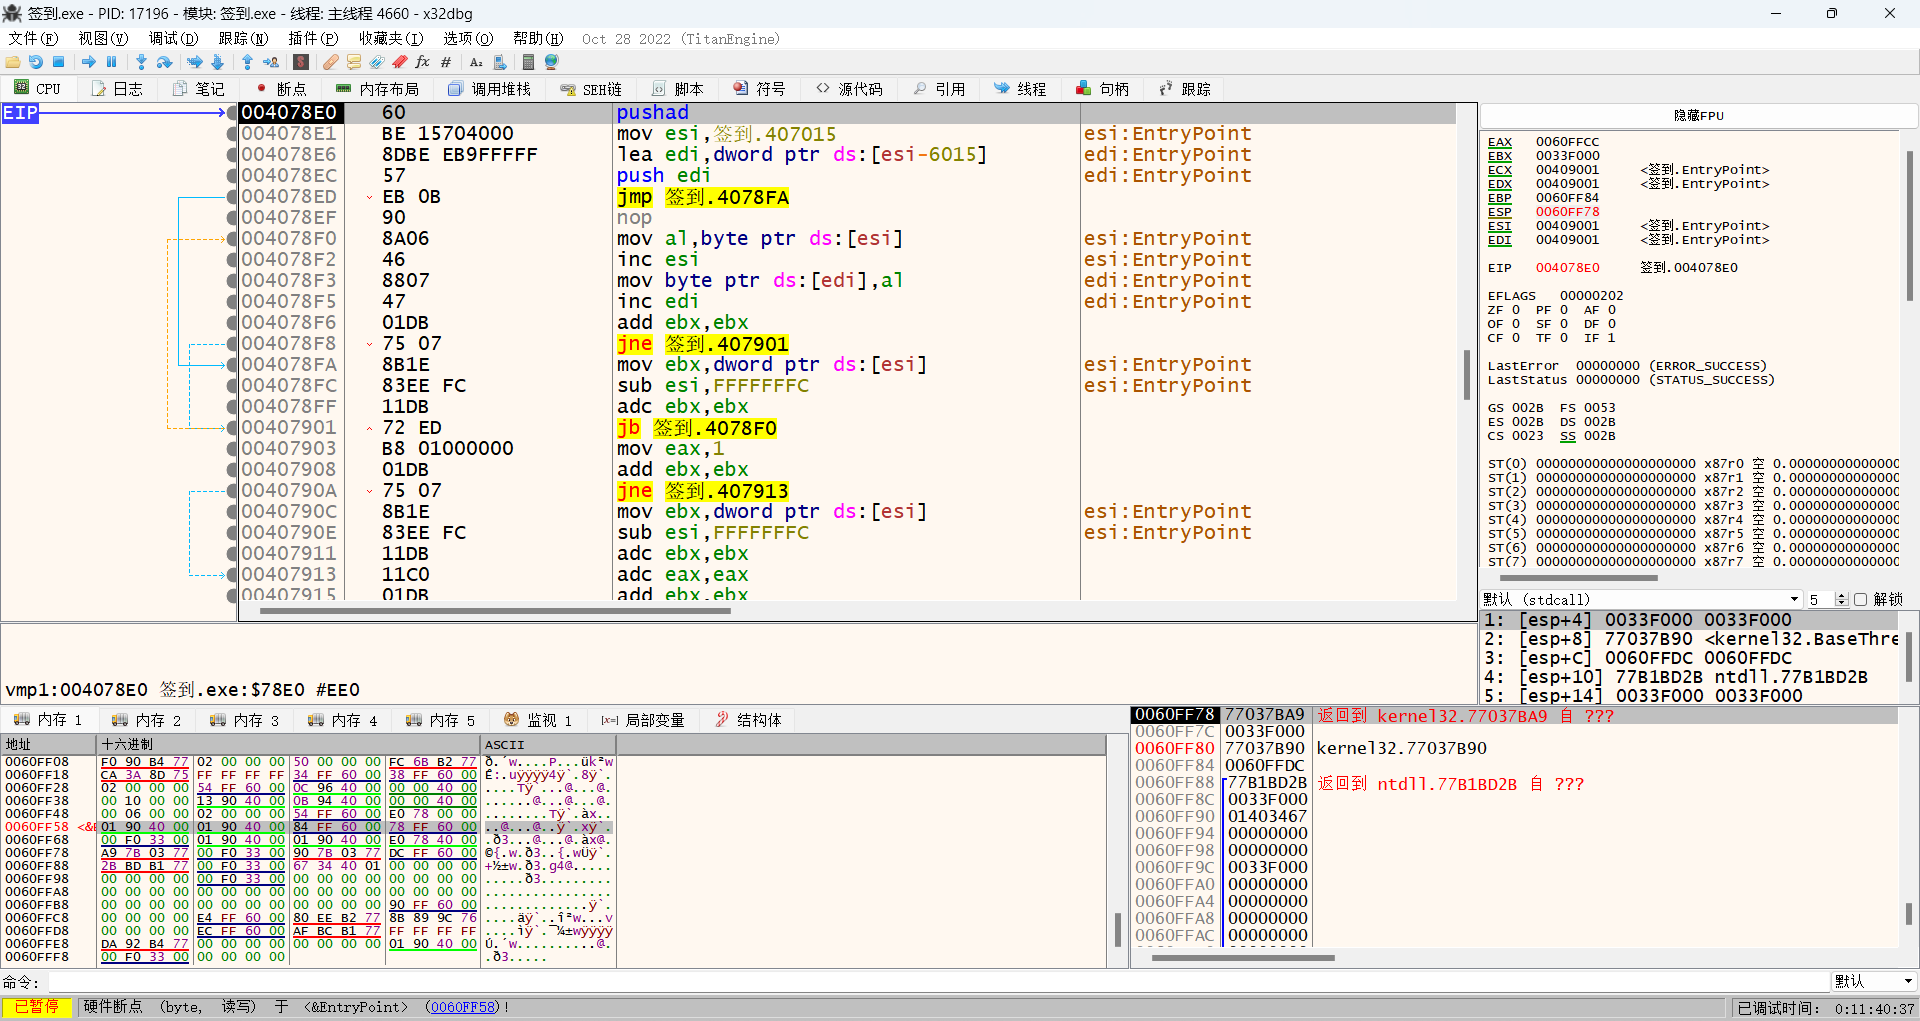 签到.exe - PID: 17196 - 模块: 签到.exe - 线程: 主线程 4660 - x32dbg
文件(F) 视图(V) 调试(D) 跟踪(N) 插件(P) 收藏夹(I) 选项(O) 帮助(H) Oct 28 2022 (TitanEngine)
CPU 日志 笔记 断点 内存布局 调用堆栈 SEH链 脚本 符号 源代码 引用 线程 句柄 跟踪
EIP
004078E0 60 pushad
004078E1 BE 15704000 mov esi,签到.407015 esi:EntryPoint
004078E6 8DBE EB9FFFFF lea edi,dword ptr ds:[esi-6015] edi:EntryPoint
004078EC 57 push edi edi:EntryPoint
004078ED EB 0B jmp 签到.4078FA
004078EF 90 nop
004078F0 8A06 mov al,byte ptr ds:[esi] esi:EntryPoint
004078F2 46 inc esi esi:EntryPoint
004078F3 8807 mov byte ptr ds:[edi],al edi:EntryPoint
004078F5 47 inc edi edi:EntryPoint
004078F6 01DB add ebx,ebx
004078F8 75 07 jne 签到.407901
004078FA 8B1E mov ebx,dword ptr ds:[esi] esi:EntryPoint
004078FC 83EE FC sub esi,FFFFFFFC esi:EntryPoint
004078FF 11DB adc ebx,ebx
00407901 72 ED jb 签到.4078F0
00407903 B8 01000000 mov eax,1
00407908 01DB add ebx,ebx
0040790A 75 07 jne 签到.407913
0040790C 8B1E mov ebx,dword ptr ds:[esi] esi:EntryPoint
0040790E 83EE FC sub esi,FFFFFFFC esi:EntryPoint
00407911 11DB adc ebx,ebx
00407913 11C0 adc eax,eax
00407915 01DB add ebx,ebx
vmp1:004078E0 签到.exe:$78E0 #EE0
隐藏FPU
EAX 0060FFCC
EBX 0033F000
ECX 00409001 <签到.EntryPoint>
EDX 00409001 <签到.EntryPoint>
EBP 0060FF84
ESP 0060FF78
ESI 00409001 <签到.EntryPoint>
EDI 00409001 <签到.EntryPoint>
EIP 004078E0 签到.004078E0
EFLAGS 00000202
ZF 0 PF 0 AF 0
OF 0 SF 0 DF 0
CF 0 TF 0 IF 1
LastError 00000000 (ERROR_SUCCESS)
LastStatus 00000000 (STATUS_SUCCESS)
GS 002B FS 0053
ES 002B DS 002B
CS 0023 SS 002B
ST(0) 00000000000000000000 x87r0 空 0.00000000000000
ST(1) 00000000000000000000 x87r1 空 0.00000000000000
ST(2) 00000000000000000000 x87r2 空 0.00000000000000
ST(3) 00000000000000000000 x87r3 空 0.00000000000000
ST(4) 00000000000000000000 x87r4 空 0.00000000000000
ST(5) 00000000000000000000 x87r5 空 0.00000000000000
ST(6) 00000000000000000000 x87r6 空 0.00000000000000
ST(7) 00000000000000000000 x87r7 空 0.00000000000000
默认 (stdcall) 5 解锁
1: [esp+4] 0033F000 0033F000
2: [esp+8] 77037B90 <kernel32.BaseThre
3: [esp+C] 0060FFDC 0060FFDC
4: [esp+10] 77B1BD2B ntdll.77B1BD2B
5: [esp+14] 0033F000 0033F000
内存 1 内存 2 内存 3 内存 4 内存 5 监视 1 [x=] 局部变量 结构体
地址 十六进制 ASCII
0060FF08 F0 90 B4 77 02 00 00 00 50 00 00 00 FC 6B B2 77 ð.´w....P...ük²w
0060FF18 CA 3A 8D 75 FF FF FF FF 34 FF 60 00 38 FF 60 00 Ê:.uÿÿÿÿ4ÿ`.8ÿ`.
0060FF28 02 00 00 00 54 FF 60 00 0C 96 40 00 00 00 40 00 ....Tÿ`...@...@.
0060FF38 00 10 00 00 13 90 40 00 0B 94 40 00 00 00 40 00 ......@...@...@.
0060FF48 00 06 00 00 02 00 00 00 54 FF 60 00 E0 78 00 00 ........Tÿ`.àx..
0060FF58 <&E 01 90 40 00 01 90 40 00 84 FF 60 00 78 FF 60 00 ..@...@..ÿ`.xÿ`.
0060FF68 00 F0 33 00 01 90 40 00 01 90 40 00 E0 78 40 00 .ð3...@...@.àx@.
0060FF78 A9 7B 03 77 00 F0 33 00 90 7B 03 77 DC FF 60 00 ©{.w.ð3..{.wÜÿ`.
0060FF88 2B BD B1 77 00 F0 33 00 67 34 40 01 00 00 00 00 +½±w.ð3.g4@.....
0060FF98 00 00 00 00 00 F0 33 00 00 00 00 00 00 00 00 00 .....ð3.........
0060FFA8 00 00 00 00 00 00 00 00 00 00 00 00 00 00 00 00 ................
0060FFB8 00 00 00 00 00 00 00 00 00 00 00 00 90 FF 60 00 .............ÿ`.
0060FFC8 00 00 00 00 E4 FF 60 00 80 EE B2 77 8B 89 9C 76 ....äÿ`..î²w...v
0060FFD8 00 00 00 00 EC FF 60 00 AF BC B1 77 FF FF FF FF ....ìÿ`.¯¼±wÿÿÿÿ
0060FFE8 DA 92 B4 77 00 00 00 00 00 00 00 00 01 90 40 00 Ú.´w..........@.
0060FFF8 00 F0 33 00 00 00 00 00 .ð3.....
0060FF78 77037BA9 返回到 kernel32.77037BA9 自 ???
0060FF7C 0033F000
0060FF80 77037B90 kernel32.77037B90
0060FF84 0060FFDC
0060FF88 77B1BD2B 返回到 ntdll.77B1BD2B 自 ???
0060FF8C 0033F000
0060FF90 01403467
0060FF94 00000000
0060FF98 00000000
0060FF9C 0033F000
0060FFA0 00000000
0060FFA4 00000000
0060FFA8 00000000
0060FFAC 00000000
命令: 默认
已暂停 硬件断点 (byte, 读写) 于 <&EntryPoint> (0060FF58)! 已调试时间: 0:11:40:37